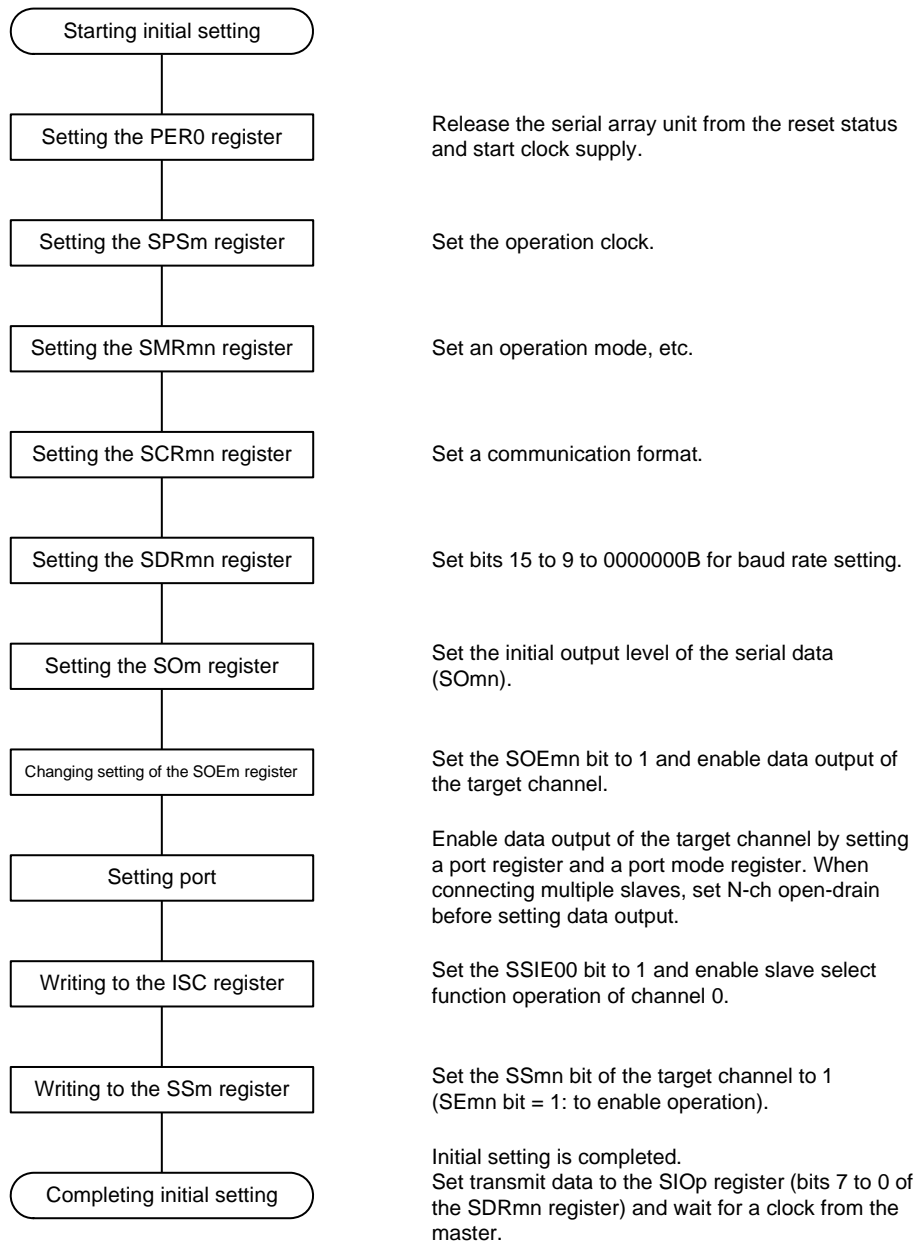 Starting initial setting
Setting the PER0 register
Release the serial array unit from the reset status
and start clock supply.
Setting the SPSm register
Set the operation clock.
Setting the SMRmn register
Set an operation mode, etc.
Setting the SCRmn register
Set a communication format.
Setting the SDRmn register
Set bits 15 to 9 to 0000000B for baud rate setting.
Setting the SOm register
Set the initial output level of the serial data
(SOmn).
Changing setting of the SOEm register
Set the SOEmn bit to 1 and enable data output of
the target channel.
Setting port
Enable data output of the target channel by setting
a port register and a port mode register. When
connecting multiple slaves, set N-ch open-drain
before setting data output.
Writing to the ISC register
Set the SSIE00 bit to 1 and enable slave select
function operation of channel 0.
Writing to the SSm register
Set the SSmn bit of the target channel to 1
(SEmn bit = 1: to enable operation).
Completing initial setting
Initial setting is completed.
Set transmit data to the SIOp register (bits 7 to 0 of
the SDRmn register) and wait for a clock from the
master.